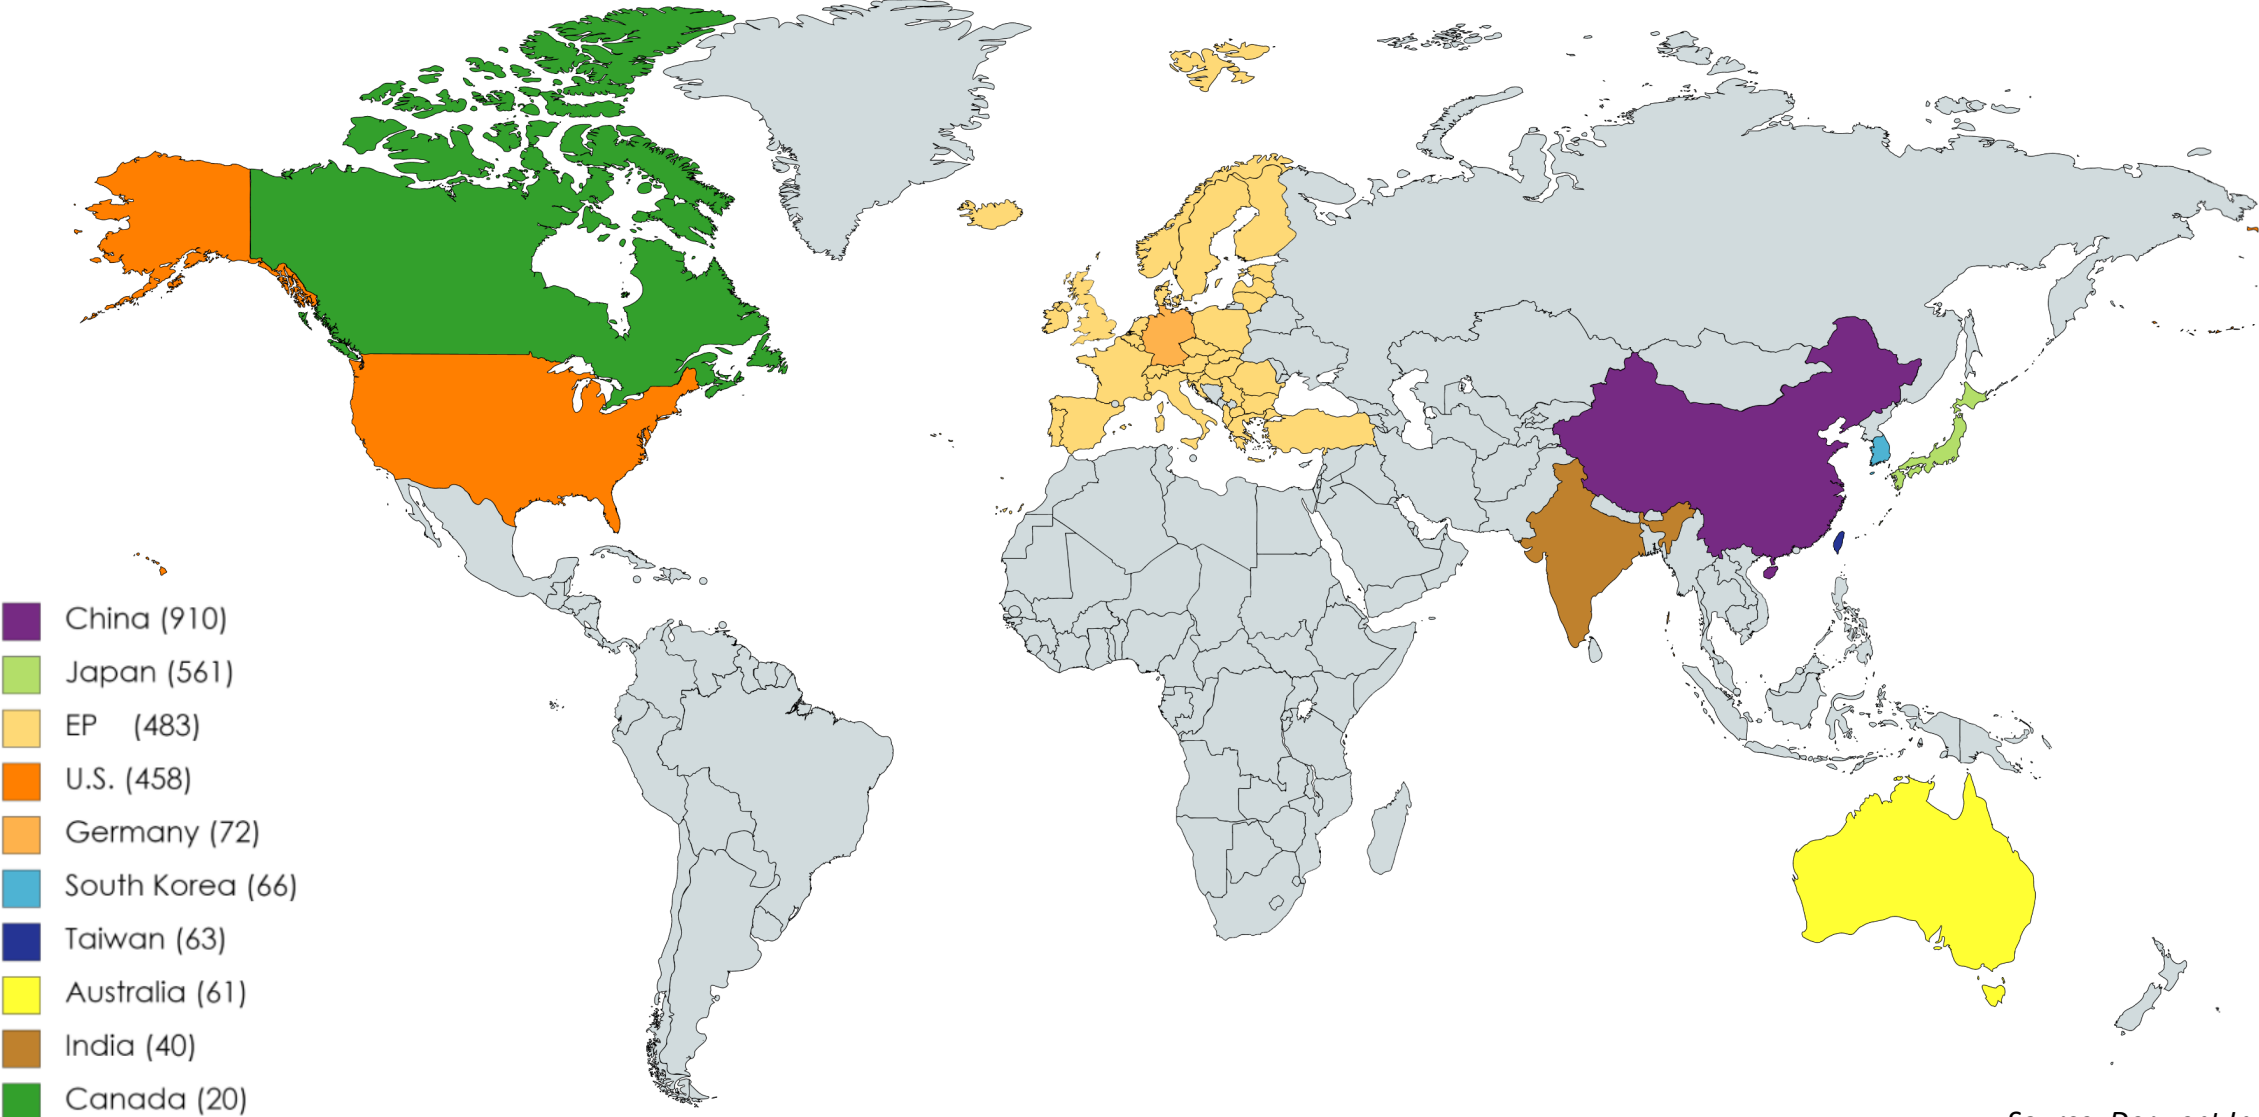 China (910)
Japan (561)
EP (483)
U.S. (458)
Germany (72)
South Korea (66)
Taiwan (63)
Australia (61)
India (40)
Canada (20)